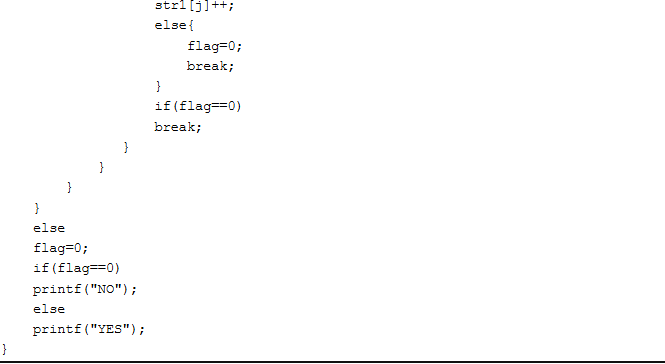 str1[j]++;
else{
flag=0;
break;
}
if(flag==0)
break;
}
}
}
}
else
flag=0;
if(flag==0)
printf("NO");
else
printf("YES");
}